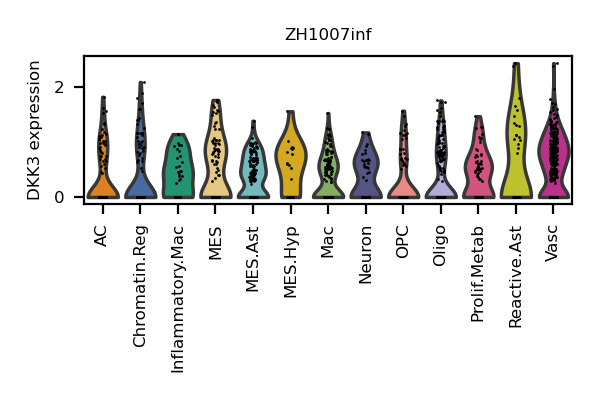 ZH1007inf
DKK3 expression
2
0
AC
Chromatin.Reg
Inflammatory.Mac
MES
MES.Ast
MES.Hyp
Mac
Neuron
OPC
Oligo
Prolif.Metab
Reactive.Ast
Vasc